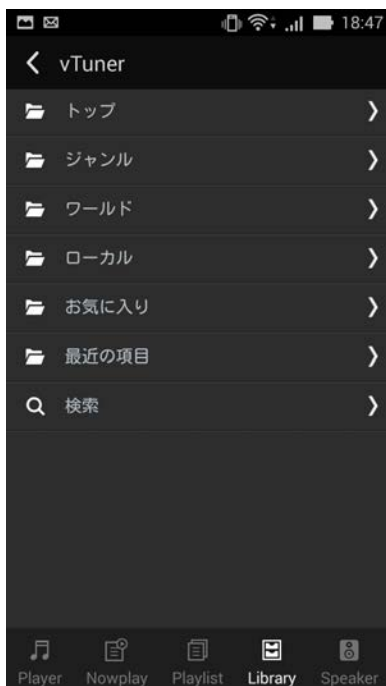 18:47
vTuner
トップ
ジャンル
ワールド
ローカル
お気に入り
最近の項目
検索
Player Nowplay Playlist Library Speaker